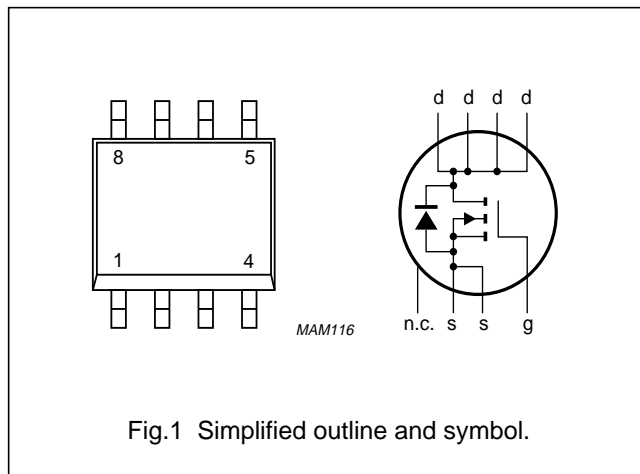 d d d d
8 5
1 4
n.c. s s g
MAM116
Fig.1 Simplified outline and symbol.